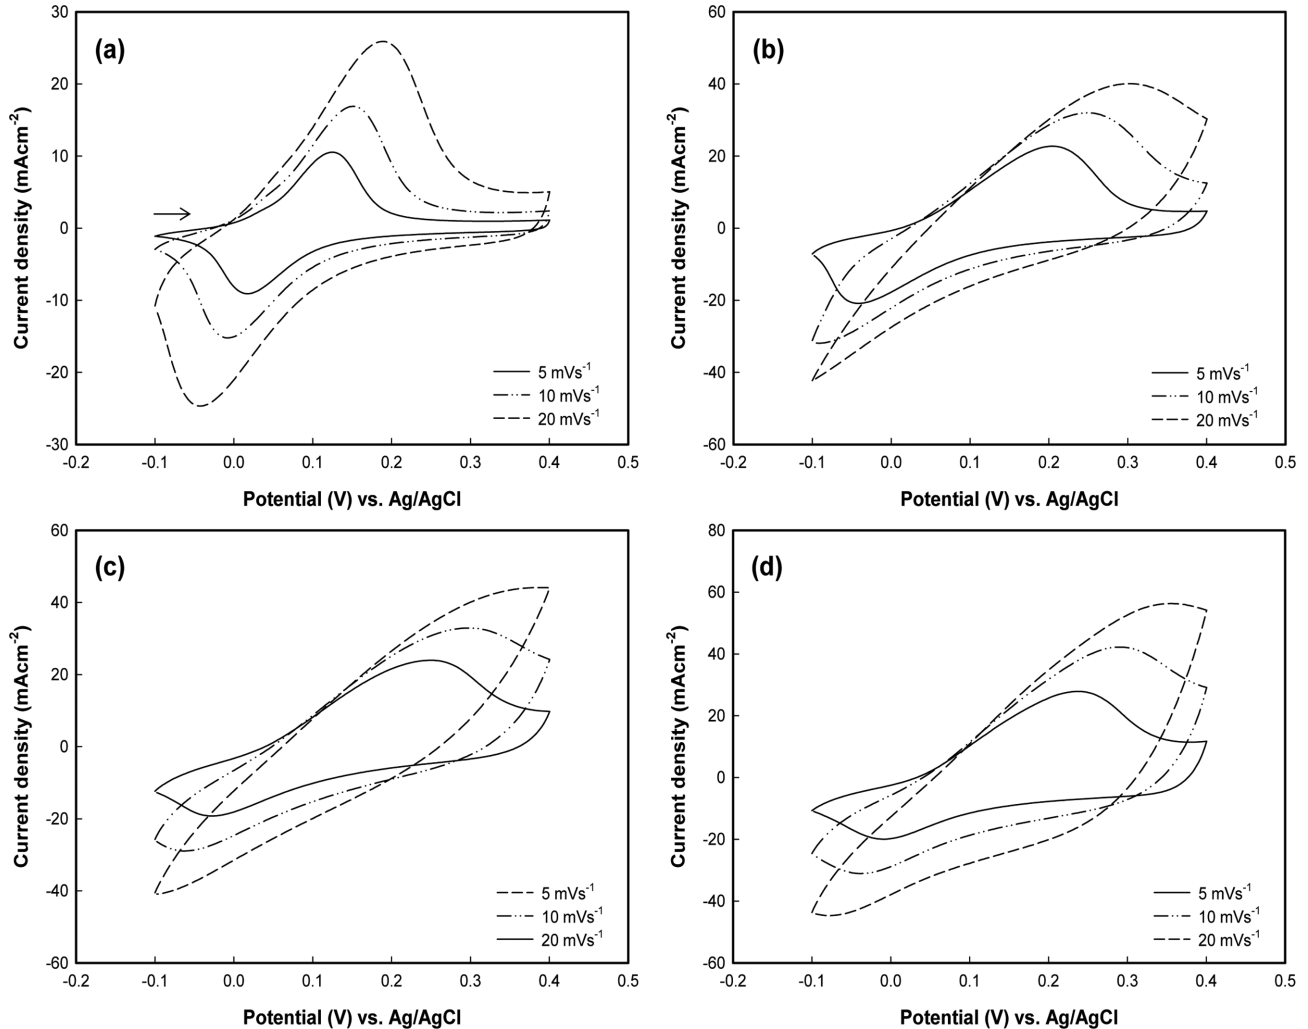 (a)
30
20
10
0
-10
-20
-30
Current density (mAcm-2)
5 mVs-1
10 mVs-1
20 mVs-1
-0.2 -0.1 0.0 0.1 0.2 0.3 0.4 0.5
Potential (V) vs. Ag/AgCl
(b)
60
40
20
0
-20
-40
-60
Current density (mAcm-2)
5 mVs-1
10 mVs-1
20 mVs-1
-0.2 -0.1 0.0 0.1 0.2 0.3 0.4 0.5
Potential (V) vs. Ag/AgCl
(c)
60
40
20
0
-20
-40
-60
Current density (mAcm-2)
5 mVs-1
10 mVs-1
20 mVs-1
-0.2 -0.1 0.0 0.1 0.2 0.3 0.4 0.5
Potential (V) vs. Ag/AgCl
(d)
80
60
40
20
0
-20
-40
-60
Current density (mAcm-2)
5 mVs-1
10 mVs-1
20 mVs-1
-0.2 -0.1 0.0 0.1 0.2 0.3 0.4 0.5
Potential (V) vs. Ag/AgCl